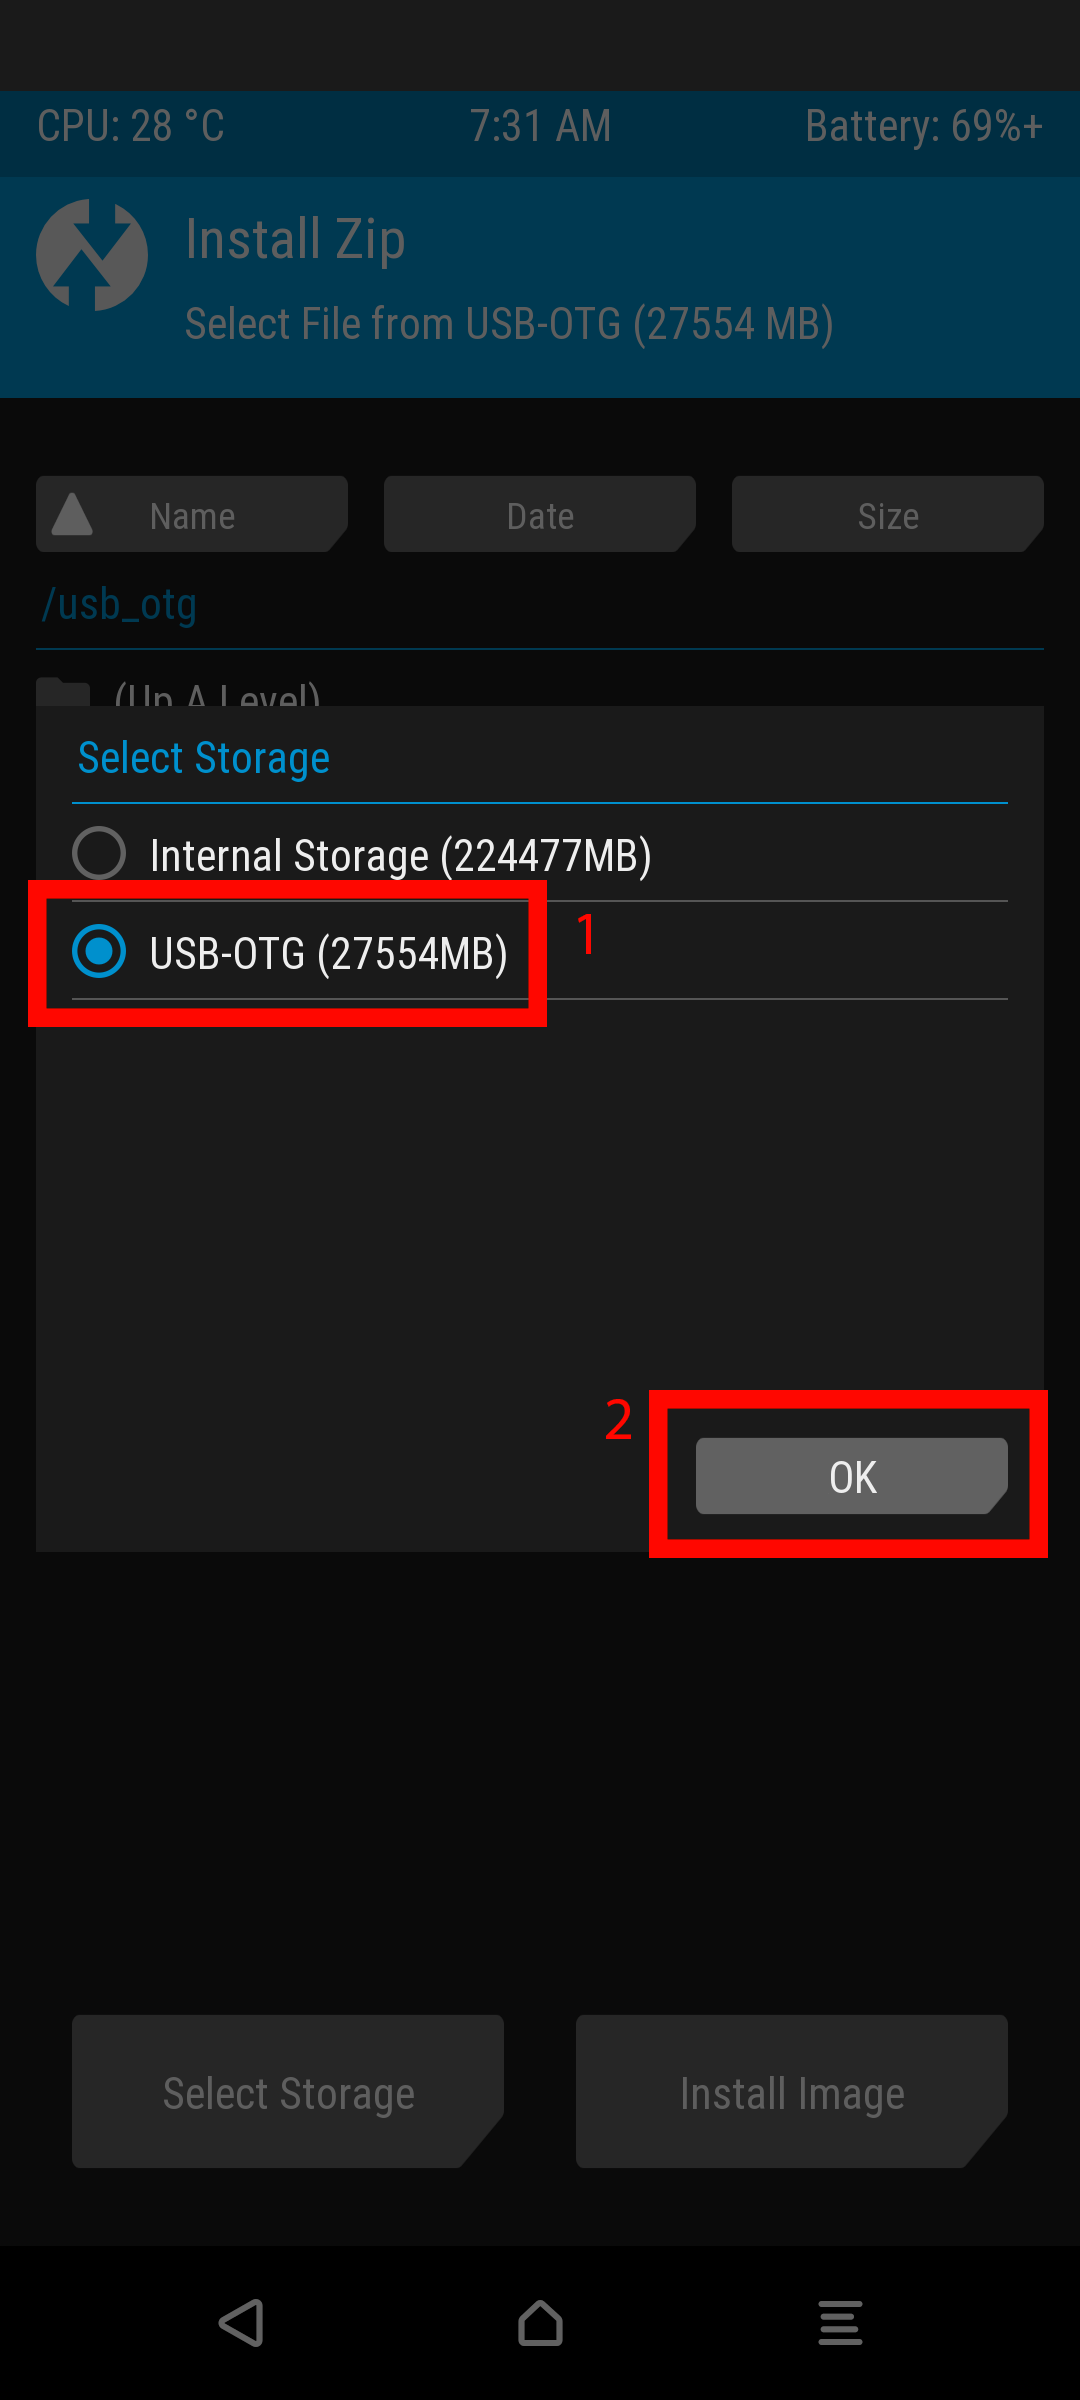 CPU: 28 °C 7:31 AM Battery: 69%+
Install Zip
Select File from USB-OTG (27554 MB)
Name Date Size
/usb_otg
(Up A Level)
Select Storage
Internal Storage (224477MB)
USB-OTG (27554MB) 1
2
OK
Select Storage Install Image